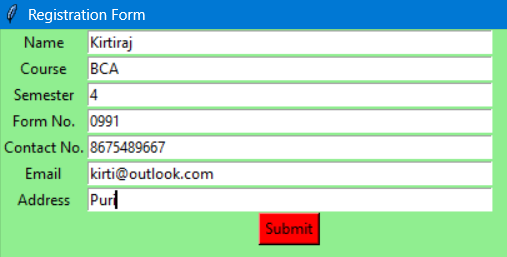 Registration Form
Name Kirtiraj
Course BCA
Semester 4
Form No. 0991
Contact No. 8675489667
Email kirti@outlook.com
Address Puri
Submit